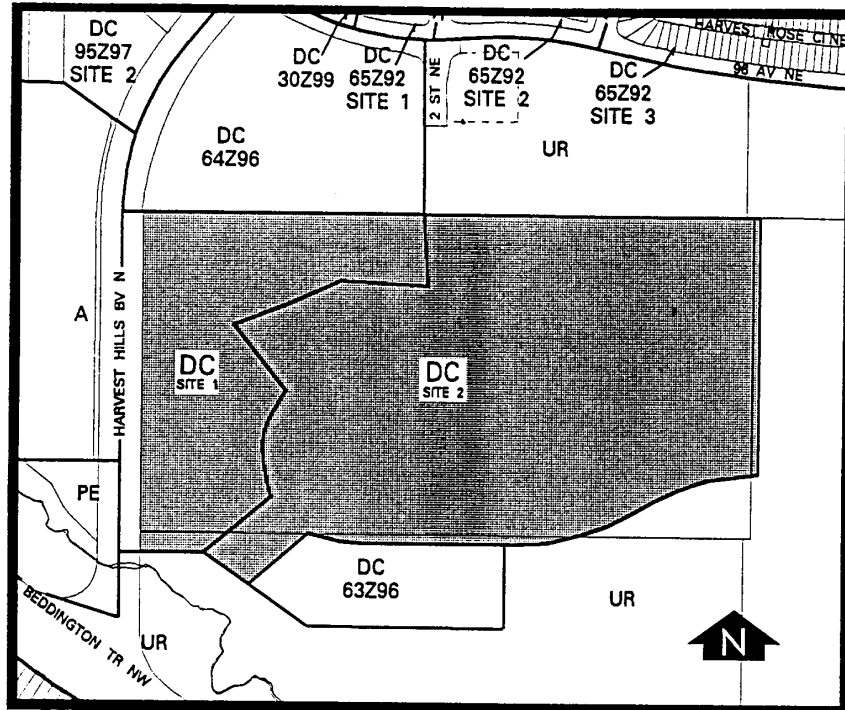 DC
95Z97
SITE 2
DC
30Z99
DC
65Z92
SITE 1
2 ST NE
DC
65Z92
SITE 2
DC
65Z92
SITE 3
HARVEST ROSE CI NE
96 AV NE
DC
64Z96
UR
A
HARVEST HILLS BV N
DC
SITE 1
DC
SITE 2
PE
BEDDINGTON TR NW
UR
DC
63Z96
UR
N